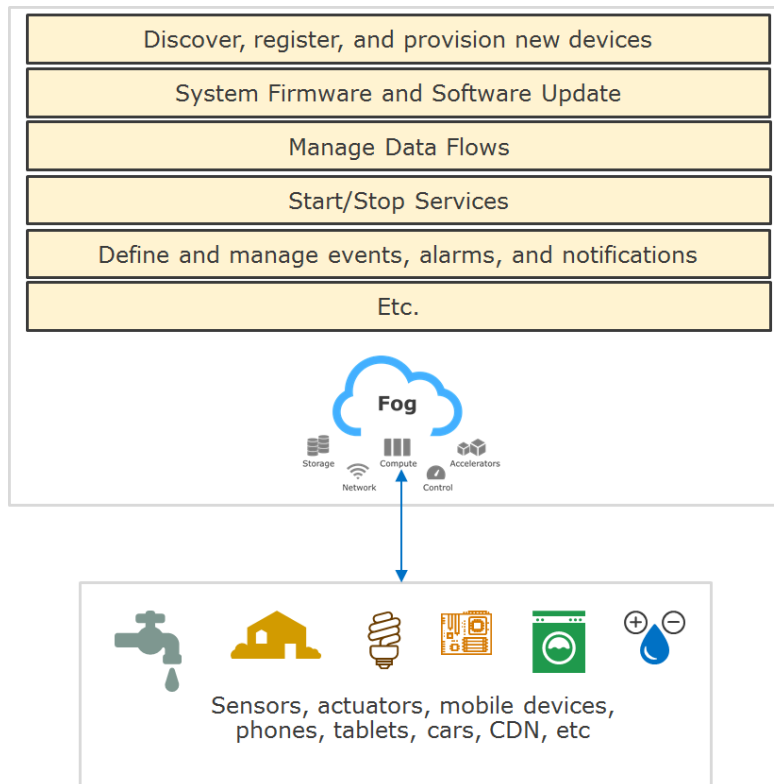 Discover, register, and provision new devices
System Firmware and Software Update
Manage Data Flows
Start/Stop Services
Define and manage events, alarms, and notifications
Etc.
Fog
Storage
Compute
Accelerators
Network
Control
Sensors, actuators, mobile devices,
phones, tablets, cars, CDN, etc